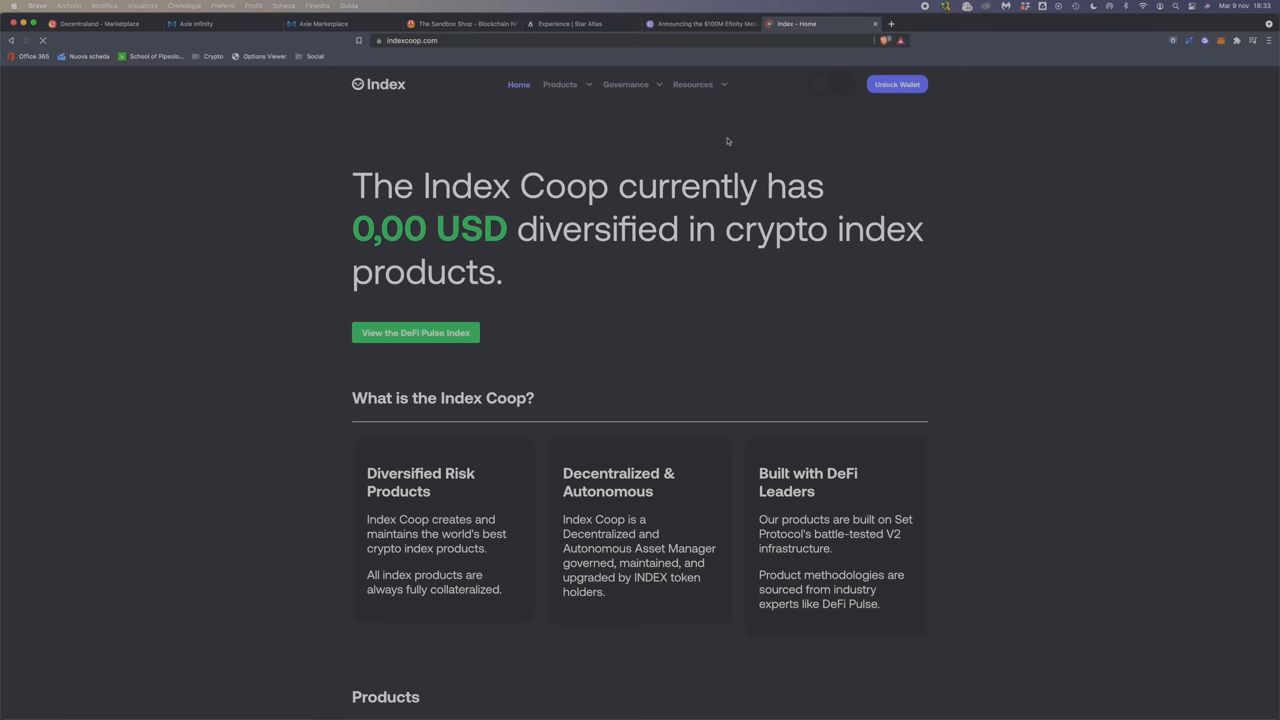 Brave Archivio Modifica Visualizza Cronologia Preferiti Profili Scheda Finestra Guida Mar 9 nov 18:33
Decentraland - Marketplace Axie Infinity Axie Marketplace The Sandbox Shop - Blockchain N Experience | Star Atlas Announcing the $100M Efinity Met Index - Home
indexcoop.com
Office 365 Nuova scheda School of Pipsolo... Crypto Options Viewer Social
Index Home Products Governance Resources Unlock Wallet
The Index Coop currently has
0,00 USD diversified in crypto index
products.
View the DeFi Pulse Index
What is the Index Coop?
Diversified Risk
Products
Index Coop creates and
maintains the world's best
crypto index products.
All index products are
always fully collateralized.
Decentralized &
Autonomous
Index Coop is a
Decentralized and
Autonomous Asset Manager
governed, maintained, and
upgraded by INDEX token
holders.
Built with DeFi
Leaders
Our products are built on Set
Protocol's battle-tested V2
infrastructure.
Product methodologies are
sourced from industry
experts like DeFi Pulse.
Products